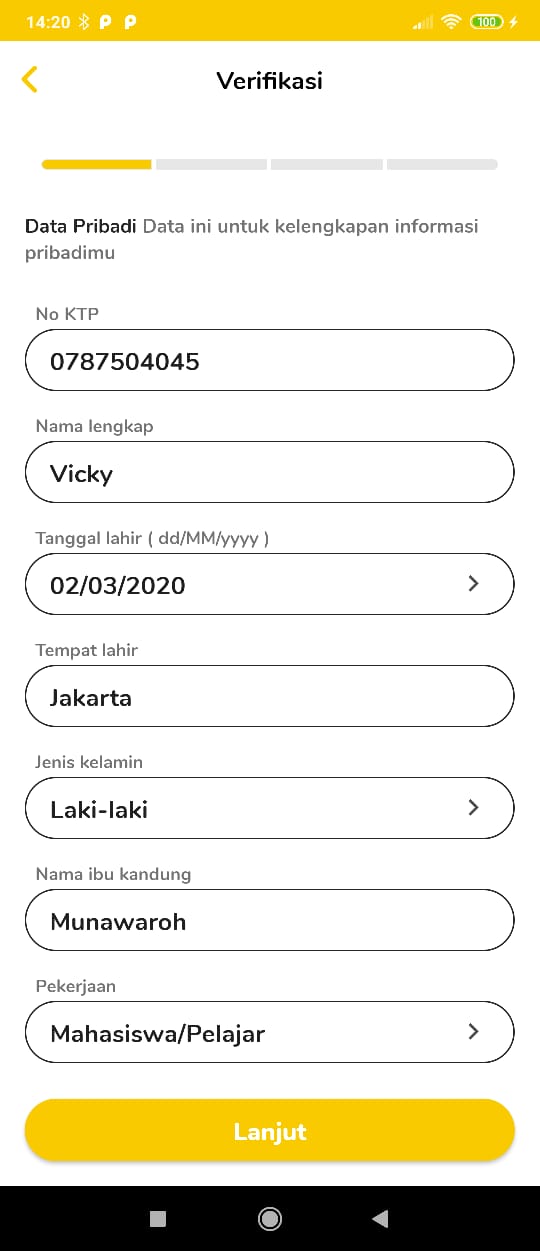 14:20
100
Verifikasi
Data Pribadi Data ini untuk kelengkapan informasi
pribadimu
No KTP
0787504045
Nama lengkap
Vicky
Tanggal lahir ( dd/MM/yyyy )
02/03/2020
Tempat lahir
Jakarta
Jenis kelamin
Laki-laki
Nama ibu kandung
Munawaroh
Pekerjaan
Mahasiswa/Pelajar
Lanjut